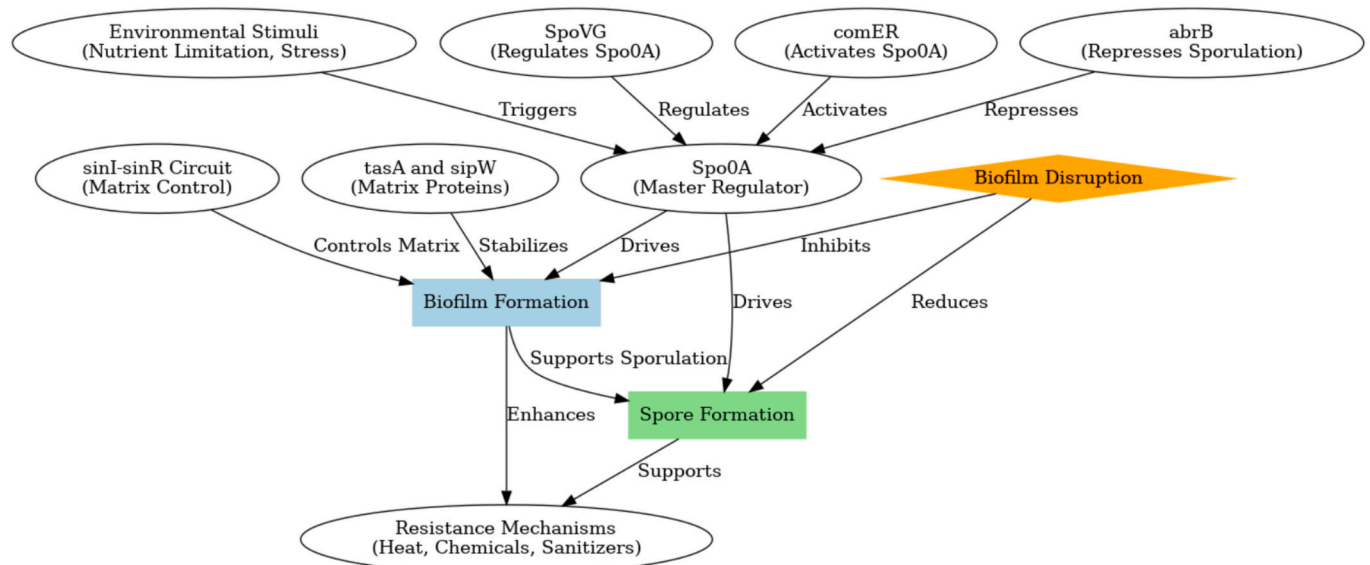 Environmental Stimuli
(Nutrient Limitation, Stress)
SpoVG
(Regulates Spo0A)
comER
(Activates Spo0A)
abrB
(Represses Sporulation)
Triggers
Regulates
Activates
Represses
sinI-sinR Circuit
(Matrix Control)
tasA and sipW
(Matrix Proteins)
Spo0A
(Master Regulator)
Biofilm Disruption
Controls Matrix
Stabilizes
Drives
Inhibits
Biofilm Formation
Drives
Reduces
Supports Sporulation
Enhances
Spore Formation
Supports
Resistance Mechanisms
(Heat, Chemicals, Sanitizers)